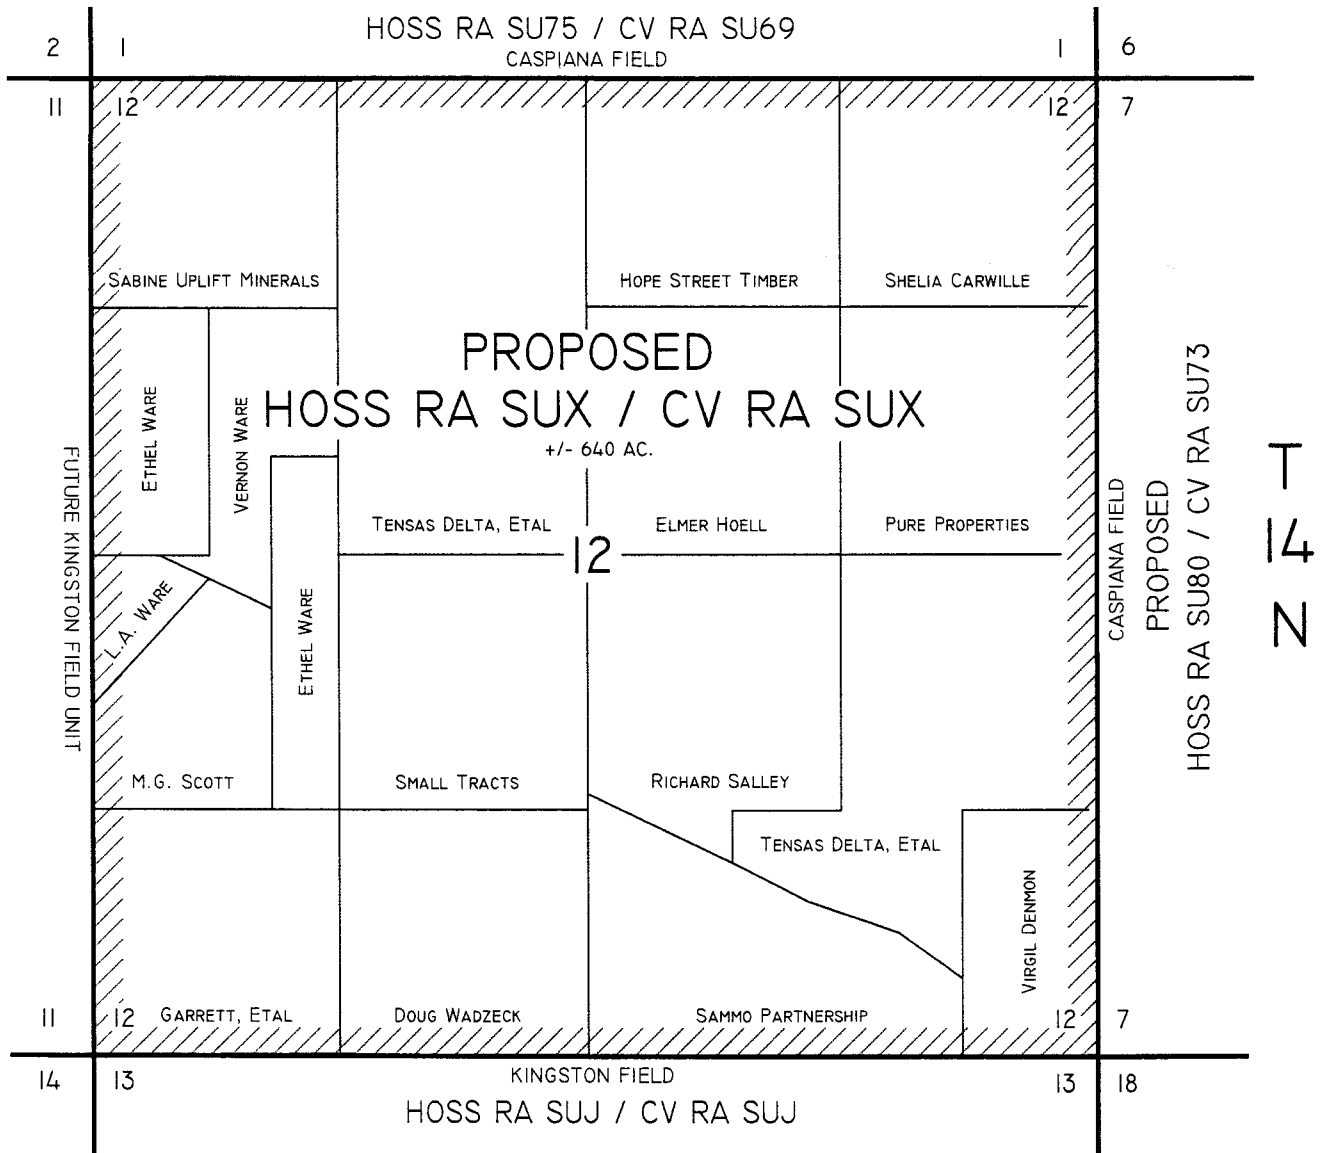 HOSS RA SU75 / CV RA SU69
CASPIANA FIELD
2
1
1
6
11
12
12
7
SABINE UPLIFT MINERALS
HOPE STREET TIMBER
SHELIA CARWILLE
PROPOSED
HOSS RA SUX / CV RA SUX
+/- 640 AC.
ETHEL WARE
VERNON WARE
TENSAS DELTA, ETAL
ELMER HOELL
PURE PROPERTIES
12
FUTURE KINGSTON FIELD UNIT
L.A. WARE
ETHEL WARE
CASPIANA FIELD
PROPOSED
HOSS RA SU80 / CV RA SU73
T
14
N
M.G. SCOTT
SMALL TRACTS
RICHARD SALLEY
TENSAS DELTA, ETAL
VIRGIL DENMON
11
12
GARRETT, ETAL
DOUG WADZECK
SAMMO PARTNERSHIP
12
7
14
13
KINGSTON FIELD
13
18
HOSS RA SUJ / CV RA SUJ